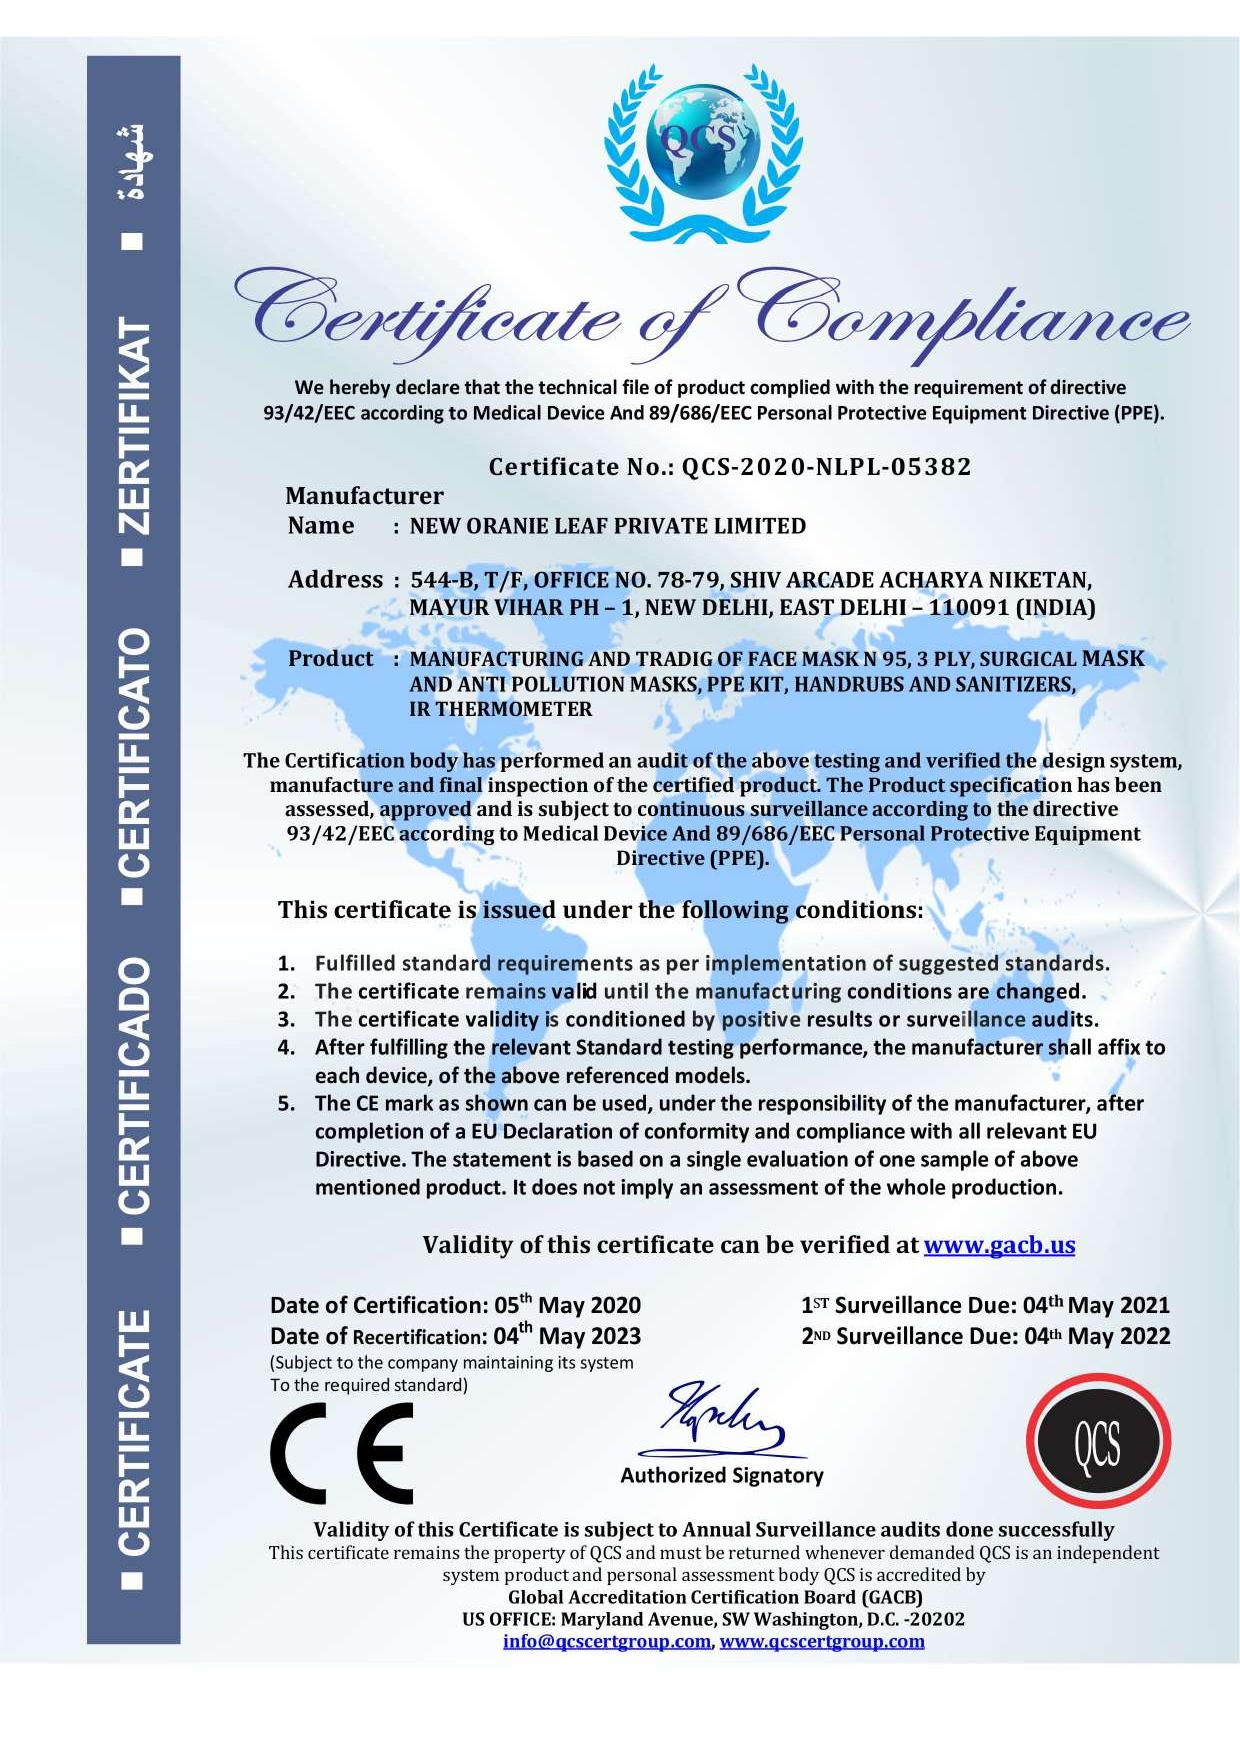 QCS
Certificate of Compliance
We hereby declare that the technical file of product complied with the requirement of directive
93/42/EEC according to Medical Device And 89/686/EEC Personal Protective Equipment Directive (PPE).
Certificate No.: QCS-2020-NLPL-05382
Manufacturer
Name : NEW ORANIE LEAF PRIVATE LIMITED
Address : 544-B, T/F, OFFICE NO. 78-79, SHIV ARCADE ACHARYA NIKETAN,
MAYUR VIHAR PH – 1, NEW DELHI, EAST DELHI – 110091 (INDIA)
Product : MANUFACTURING AND TRADIG OF FACE MASK N 95, 3 PLY, SURGICAL MASK
AND ANTI POLLUTION MASKS, PPE KIT, HANDRUBS AND SANITIZERS,
IR THERMOMETER
The Certification body has performed an audit of the above testing and verified the design system,
manufacture and final inspection of the certified product. The Product specification has been
assessed, approved and is subject to continuous surveillance according to the directive
93/42/EEC according to Medical Device And 89/686/EEC Personal Protective Equipment
Directive (PPE).
This certificate is issued under the following conditions:
1. Fulfilled standard requirements as per implementation of suggested standards.
2. The certificate remains valid until the manufacturing conditions are changed.
3. The certificate validity is conditioned by positive results or surveillance audits.
4. After fulfilling the relevant Standard testing performance, the manufacturer shall affix to
each device, of the above referenced models.
5. The CE mark as shown can be used, under the responsibility of the manufacturer, after
completion of a EU Declaration of conformity and compliance with all relevant EU
Directive. The statement is based on a single evaluation of one sample of above
mentioned product. It does not imply an assessment of the whole production.
Validity of this certificate can be verified at www.gacb.us
Date of Certification: 05th May 2020
1ST Surveillance Due: 04th May 2021
Date of Recertification: 04th May 2023
2ND Surveillance Due: 04th May 2022
(Subject to the company maintaining its system
To the required standard)
CE
Authorized Signatory
QCS
Validity of this Certificate is subject to Annual Surveillance audits done successfully
This certificate remains the property of QCS and must be returned whenever demanded QCS is an independent
system product and personal assessment body QCS is accredited by
Global Accreditation Certification Board (GACB)
US OFFICE: Maryland Avenue, SW Washington, D.C. -20202
info@qcscertgroup.com, www.qcscertgroup.com
■ CERTIFICATE ■ CERTIFICADO ■ CERTIFICATO ■ ZERTIFIKAT ■ شهادة